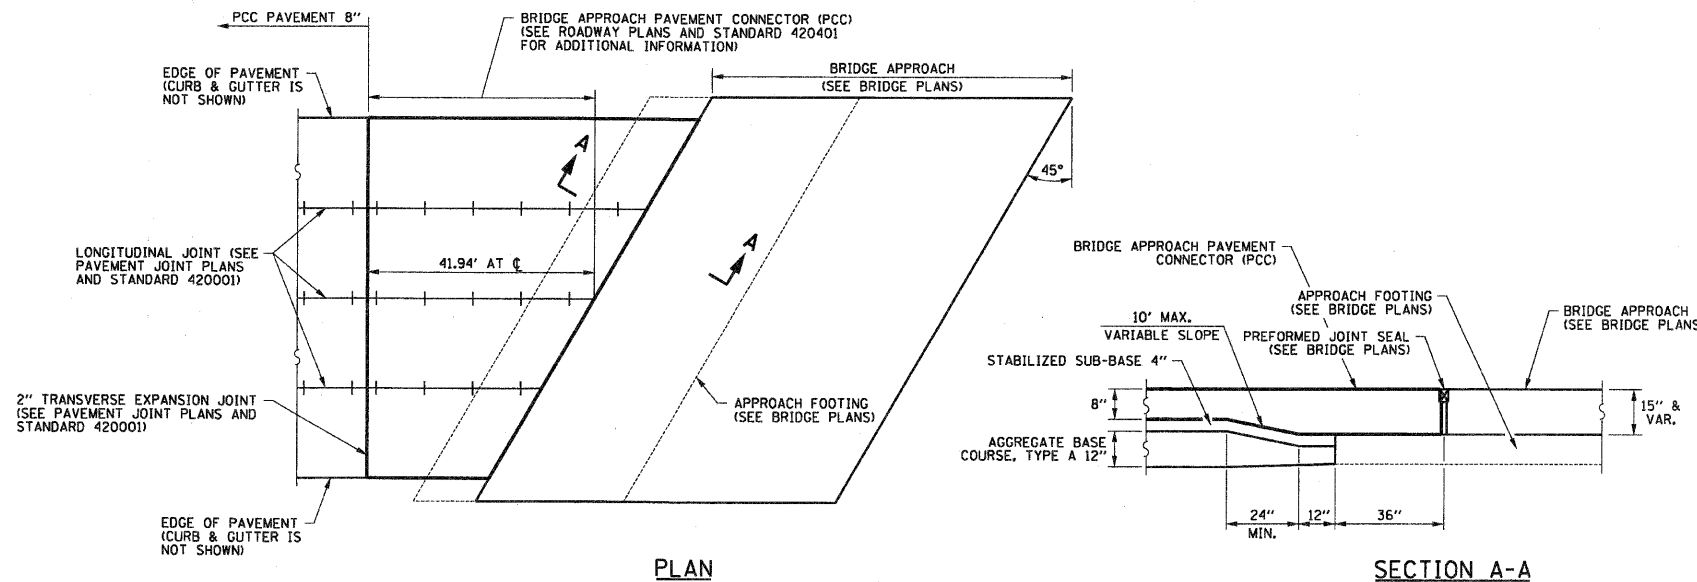 PCC PAVEMENT 8"
BRIDGE APPROACH PAVEMENT CONNECTOR (PCC)
(SEE ROADWAY PLANS AND STANDARD 420401
FOR ADDITIONAL INFORMATION)
EDGE OF PAVEMENT
(CURB & GUTTER IS
NOT SHOWN)
BRIDGE APPROACH
(SEE BRIDGE PLANS)
A
45°
LONGITUDINAL JOINT (SEE
PAVEMENT JOINT PLANS
AND STANDARD 420001)
41.94' AT ℄
A
2" TRANSVERSE EXPANSION JOINT
(SEE PAVEMENT JOINT PLANS AND
STANDARD 420001)
APPROACH FOOTING
(SEE BRIDGE PLANS)
EDGE OF PAVEMENT
(CURB & GUTTER IS
NOT SHOWN)
PLAN
BRIDGE APPROACH PAVEMENT
CONNECTOR (PCC)
APPROACH FOOTING
(SEE BRIDGE PLANS)
BRIDGE APPROACH
(SEE BRIDGE PLANS
10' MAX.
VARIABLE SLOPE
PREFORMED JOINT SEAL
(SEE BRIDGE PLANS)
STABILIZED SUB-BASE 4"
8"
15" &
VAR.
AGGREGATE BASE
COURSE, TYPE A 12"
24"
MIN.
12"
36"
SECTION A-A